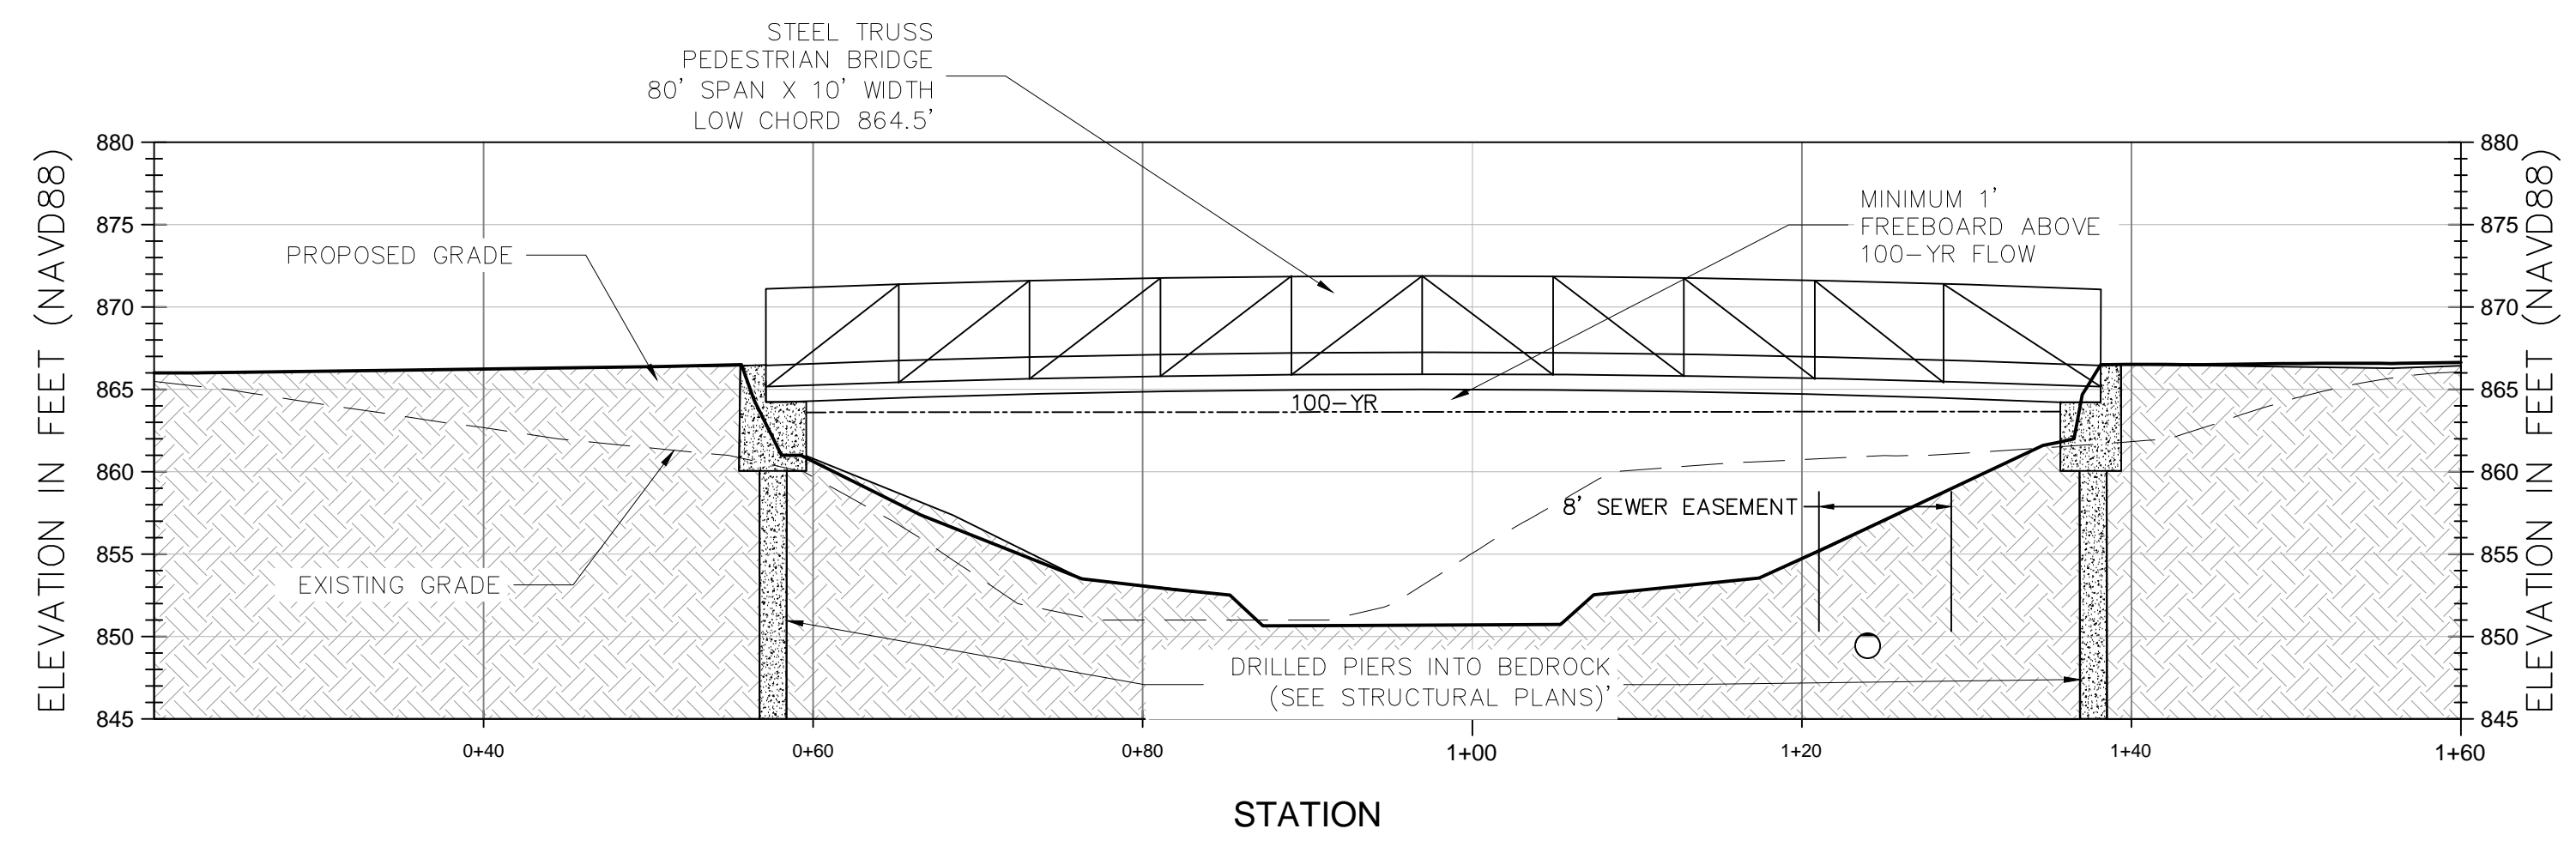 STEEL TRUSS
PEDESTRIAN BRIDGE
80' SPAN X 10' WIDTH
LOW CHORD 864.5'
880
880
MINIMUM 1'
FREEBOARD ABOVE
100-YR FLOW
875
875
PROPOSED GRADE
870
870
865
865
100-YR
860
860
8' SEWER EASEMENT
855
855
EXISTING GRADE
850
850
DRILLED PIERS INTO BEDROCK
(SEE STRUCTURAL PLANS)'
845
845
ELEVATION IN FEET (NAVD88)
ELEVATION IN FEET (NAVD88)
0+40 0+60 0+80 1+00 1+20 1+40 1+60
STATION